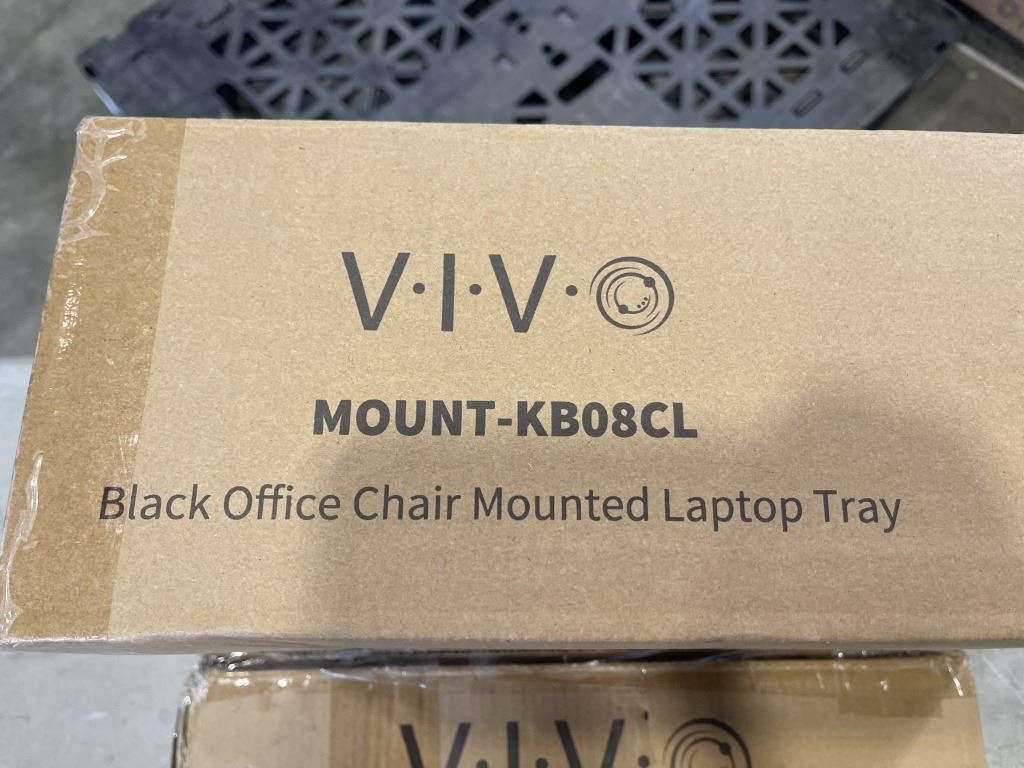 V·I·V·O
MOUNT-KB08CL
Black Office Chair Mounted Laptop Tray
V·I·V·O